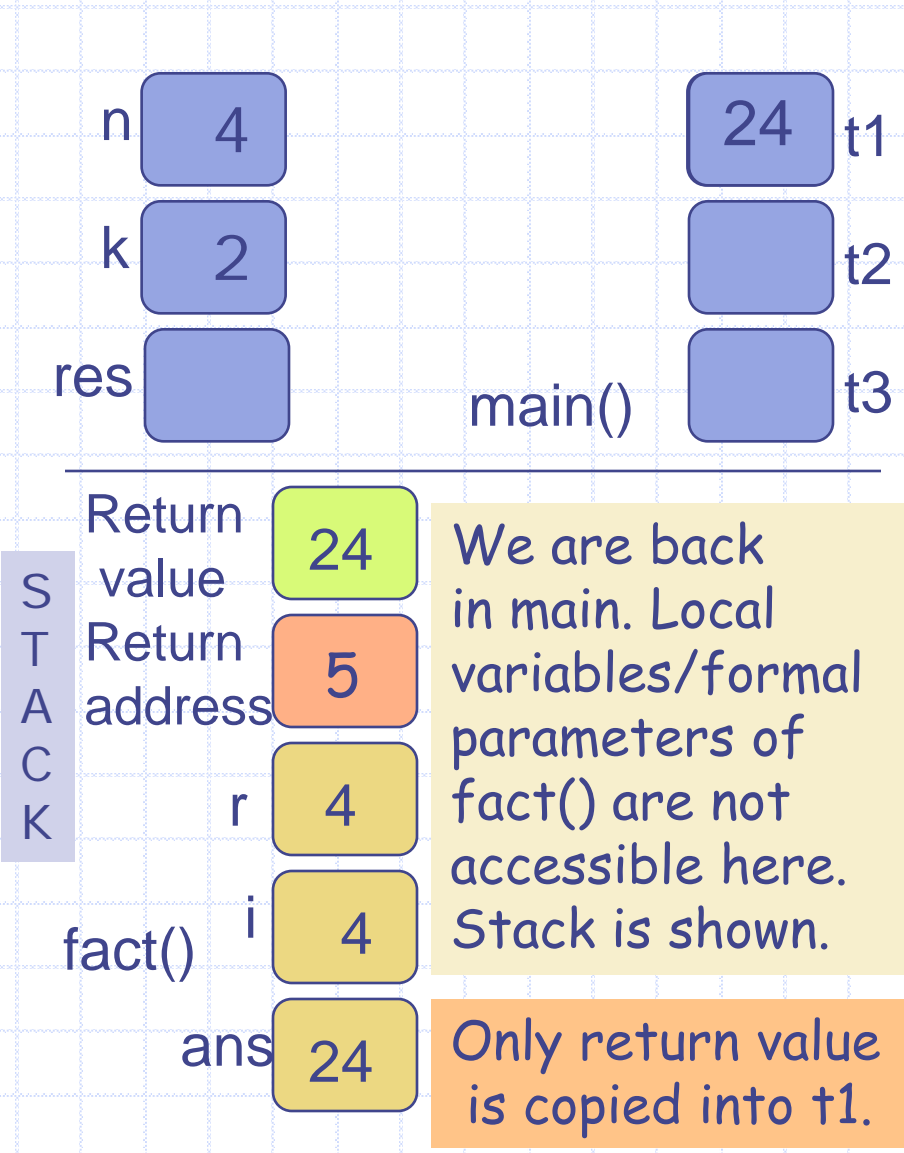 n 4 24 t1
k 2 t2
res main() t3
STACK
Return
value 24
Return
address 5
r 4
fact() i 4
ans 24
We are back
in main. Local
variables/formal
parameters of
fact() are not
accessible here.
Stack is shown.
Only return value
is copied into t1.